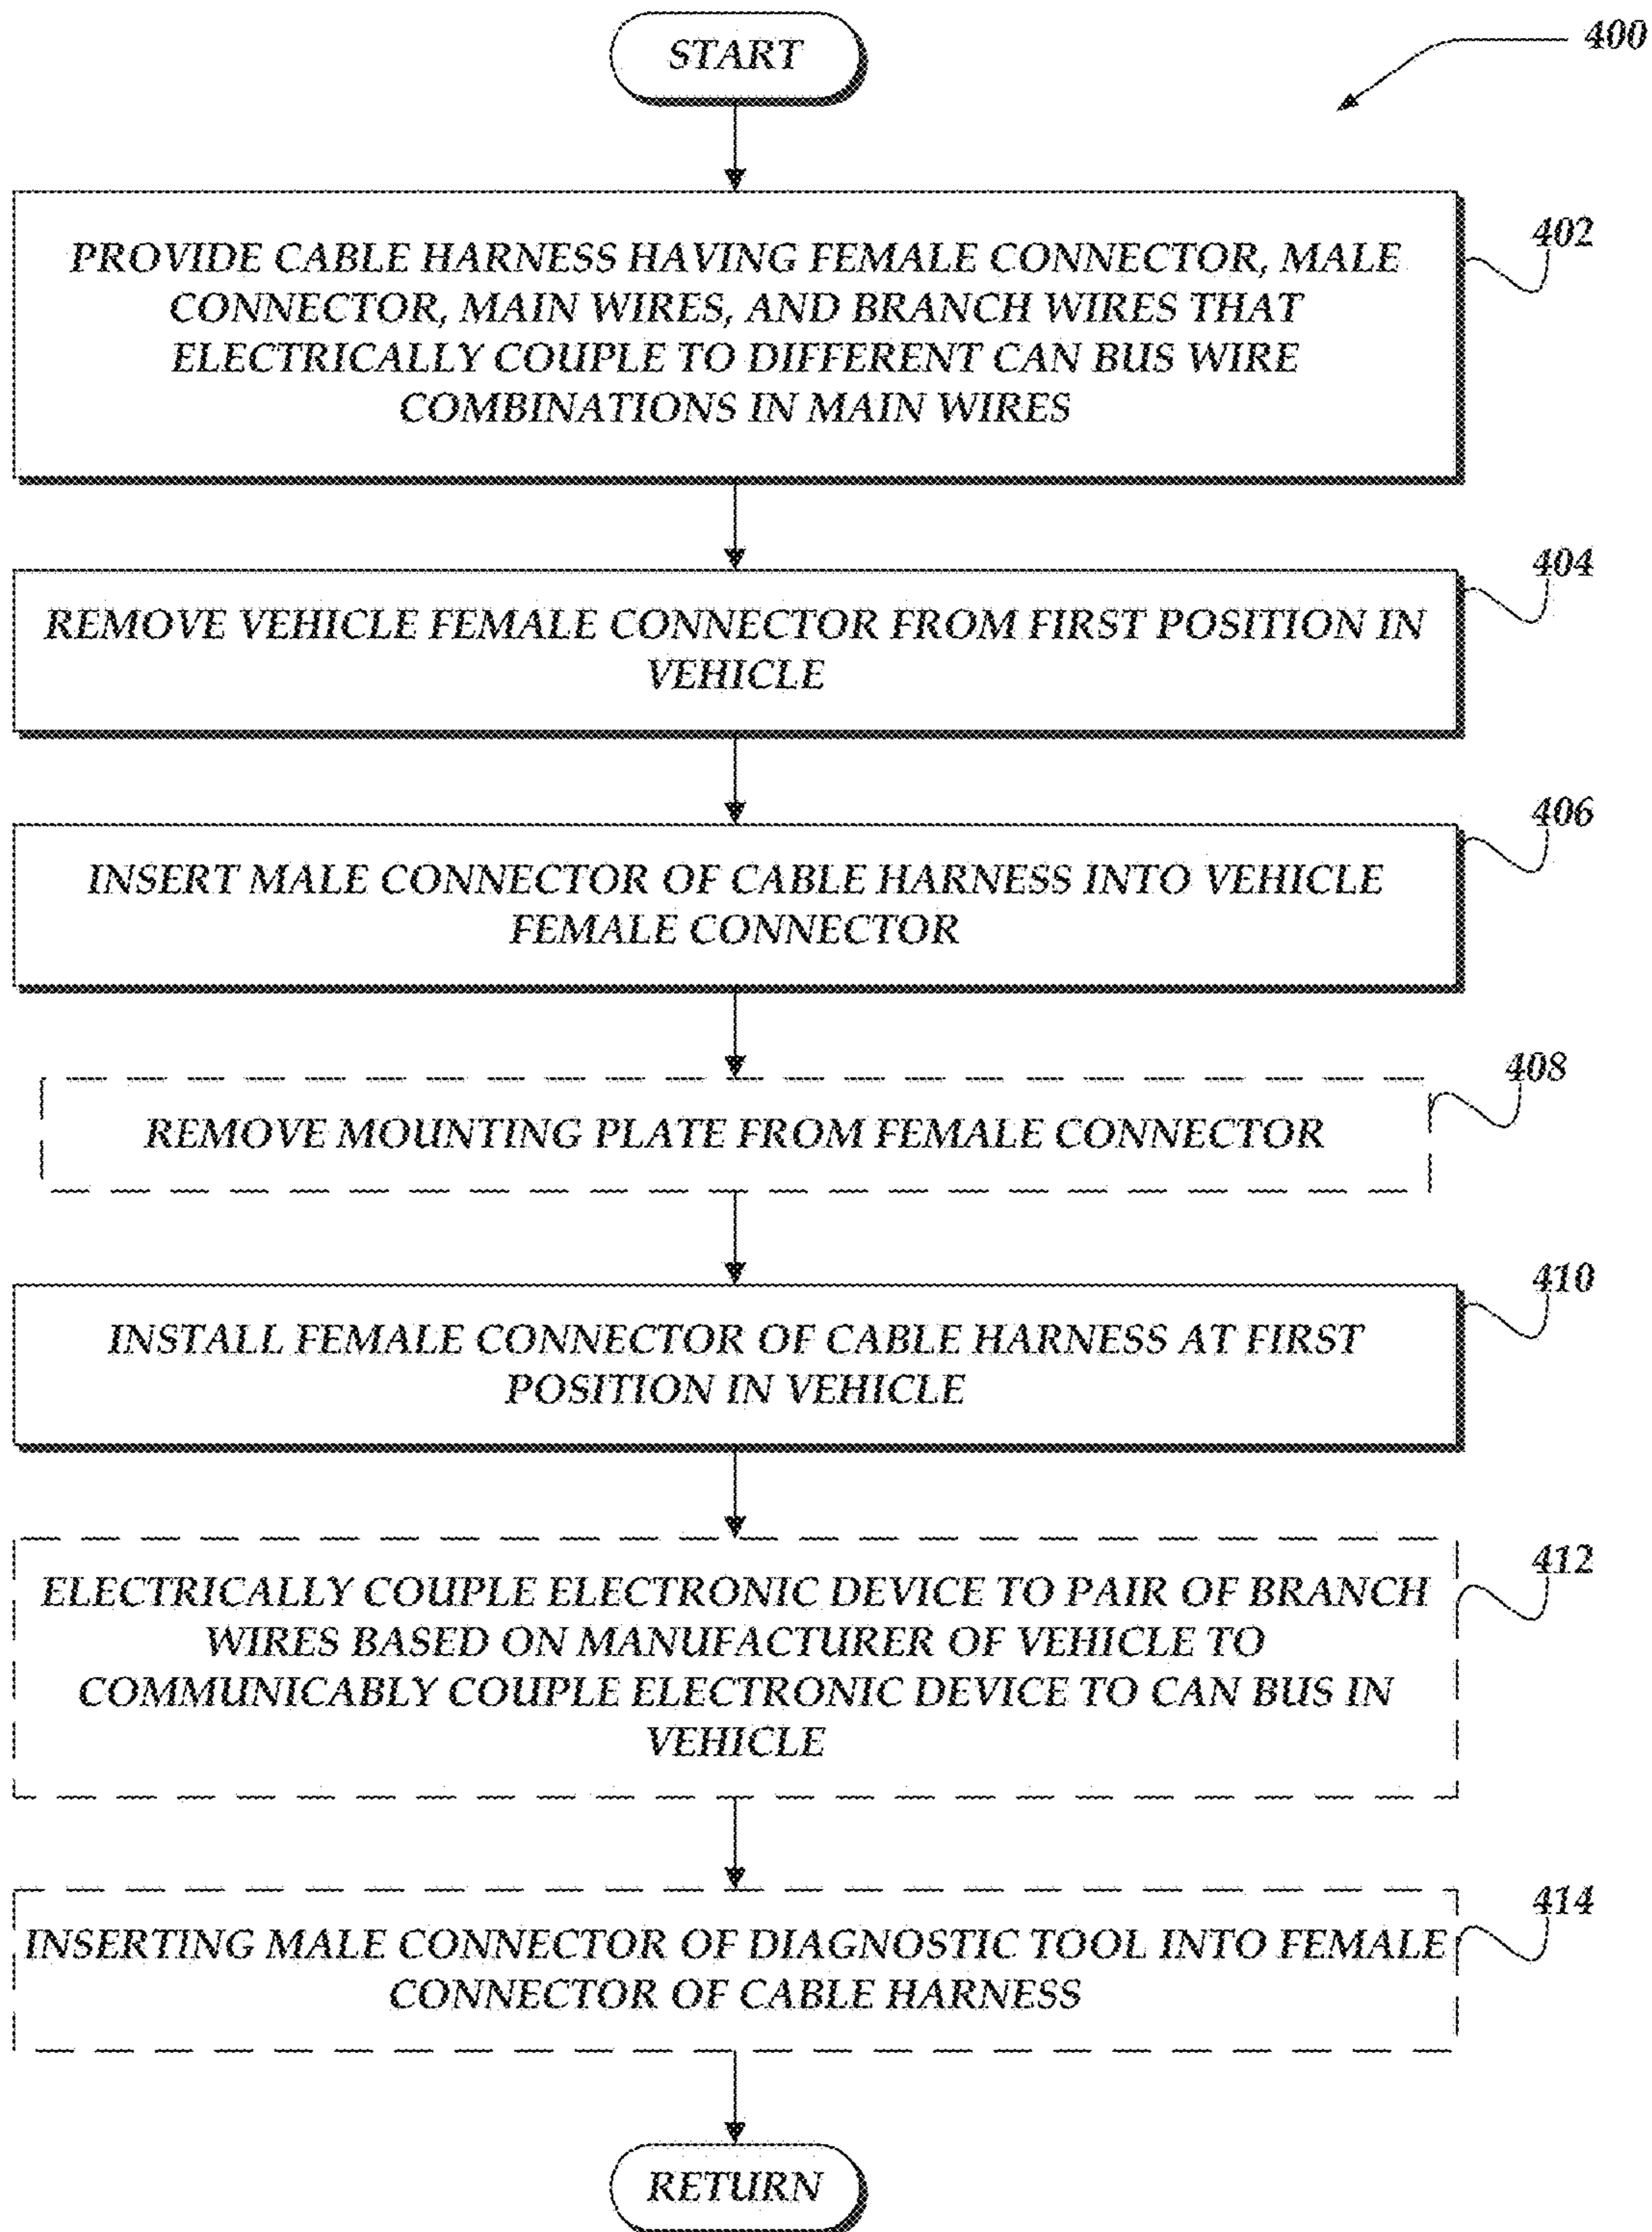 START
400
PROVIDE CABLE HARNESS HAVING FEMALE CONNECTOR, MALE
CONNECTOR, MAIN WIRES, AND BRANCH WIRES THAT
ELECTRICALLY COUPLE TO DIFFERENT CAN BUS WIRE
COMBINATIONS IN MAIN WIRES
402
REMOVE VEHICLE FEMALE CONNECTOR FROM FIRST POSITION IN
VEHICLE
404
INSERT MALE CONNECTOR OF CABLE HARNESS INTO VEHICLE
FEMALE CONNECTOR
406
REMOVE MOUNTING PLATE FROM FEMALE CONNECTOR
408
INSTALL FEMALE CONNECTOR OF CABLE HARNESS AT FIRST
POSITION IN VEHICLE
410
ELECTRICALLY COUPLE ELECTRONIC DEVICE TO PAIR OF BRANCH
WIRES BASED ON MANUFACTURER OF VEHICLE TO
COMMUNICABLY COUPLE ELECTRONIC DEVICE TO CAN BUS IN
VEHICLE
412
INSERTING MALE CONNECTOR OF DIAGNOSTIC TOOL INTO FEMALE
CONNECTOR OF CABLE HARNESS
414
RETURN